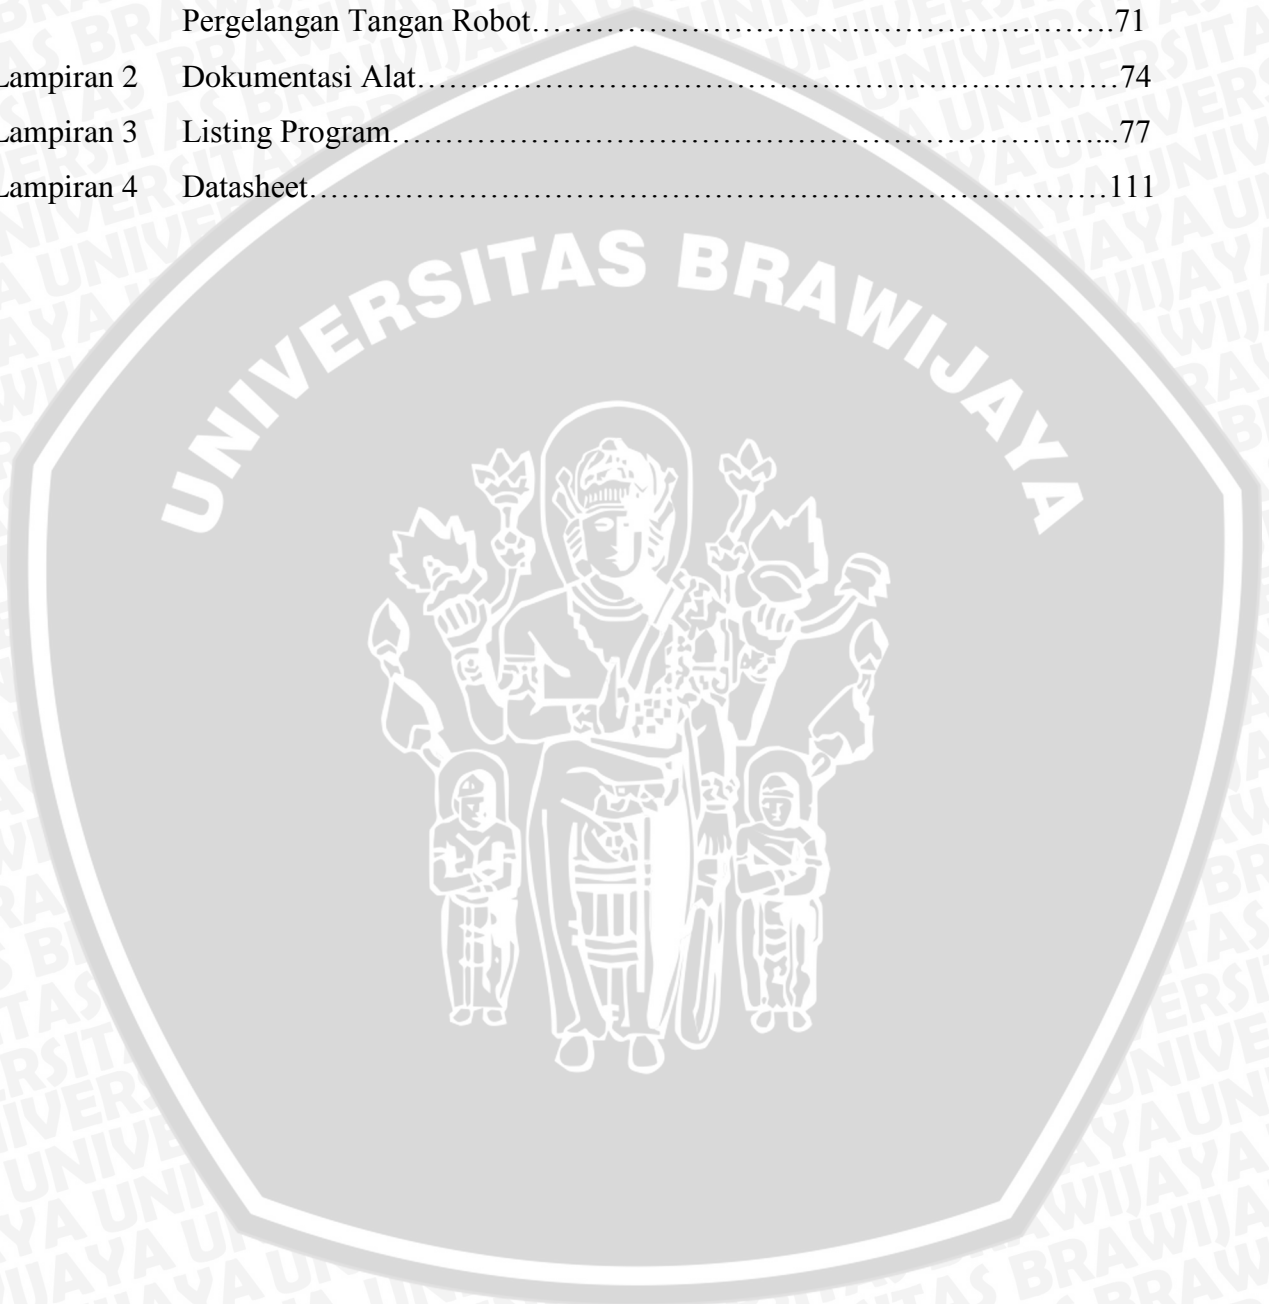 Pergelangan Tangan Robot…………………………………………….71
Lampiran 2 Dokumentasi Alat……………………………………………………74
Lampiran 3 Listing Program……………………………………………………...77
Lampiran 4 Datasheet……………………………………………………………111
UNIVERSITAS BRAWIJAYA